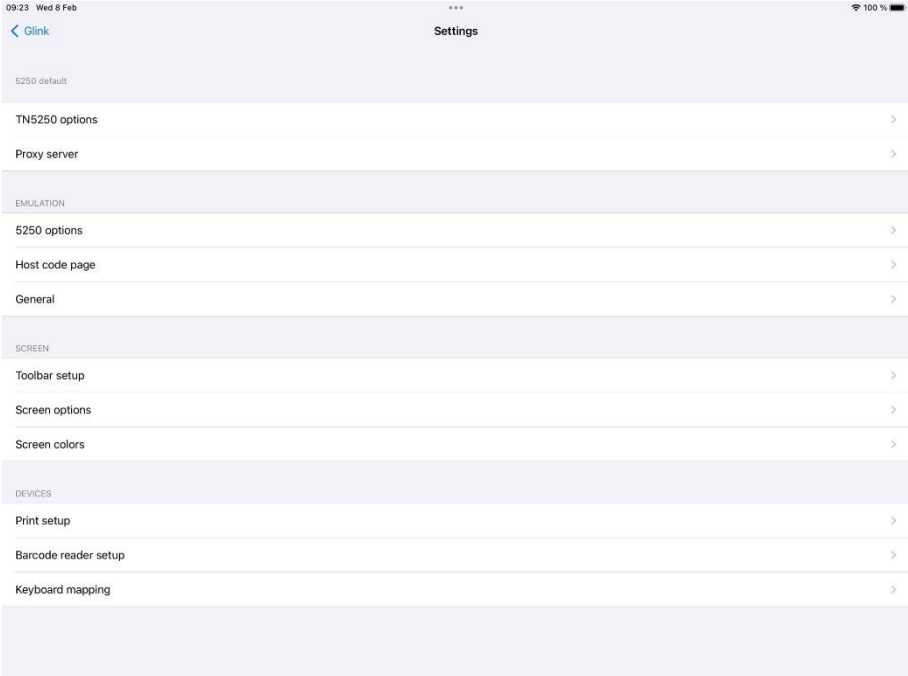 09:23 Wed 8 Feb
100 %
Glink
Settings
5250 default
TN5250 options
Proxy server
EMULATION
5250 options
Host code page
General
SCREEN
Toolbar setup
Screen options
Screen colors
DEVICES
Print setup
Barcode reader setup
Keyboard mapping